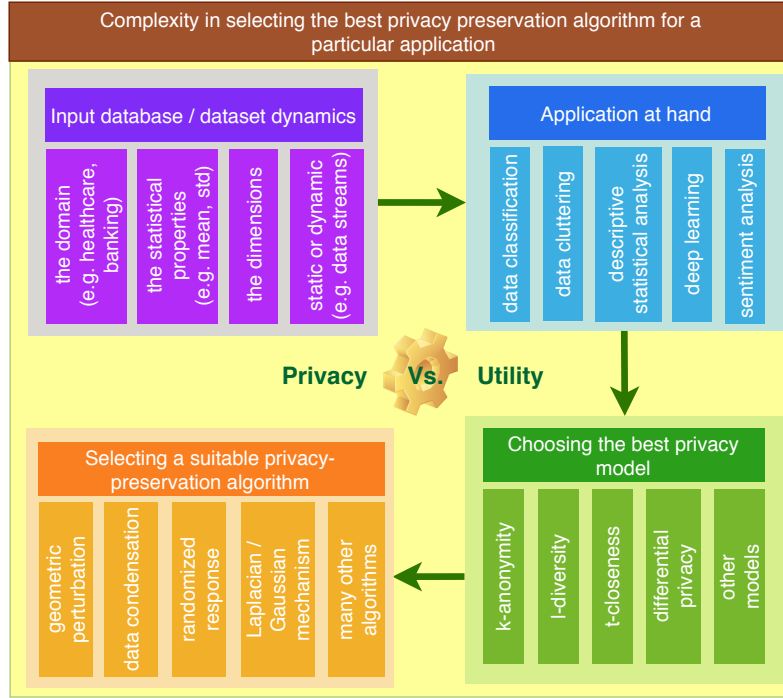 Complexity in selecting the best privacy preservation algorithm for a
particular application
Input database / dataset dynamics
the domain
(e.g. healthcare,
banking)
the statistical
properties
(e.g. mean, std)
the dimensions
static or dynamic
(e.g. data streams)
Application at hand
data classification
data cluttering
descriptive
statistical analysis
deep learning
sentiment analysis
Privacy Vs. Utility
Selecting a suitable privacy-
preservation algorithm
geometric
perturbation
data condensation
randomized
response
Laplacian /
Gaussian
mechanism
many other
algorithms
Choosing the best privacy
model
k-anonymity
l-diversity
t-closeness
differential
privacy
other
models